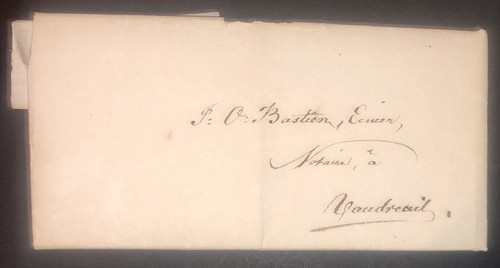 J. O. Bastien, Ecuier,
Notaire, à
Vaudreuil.